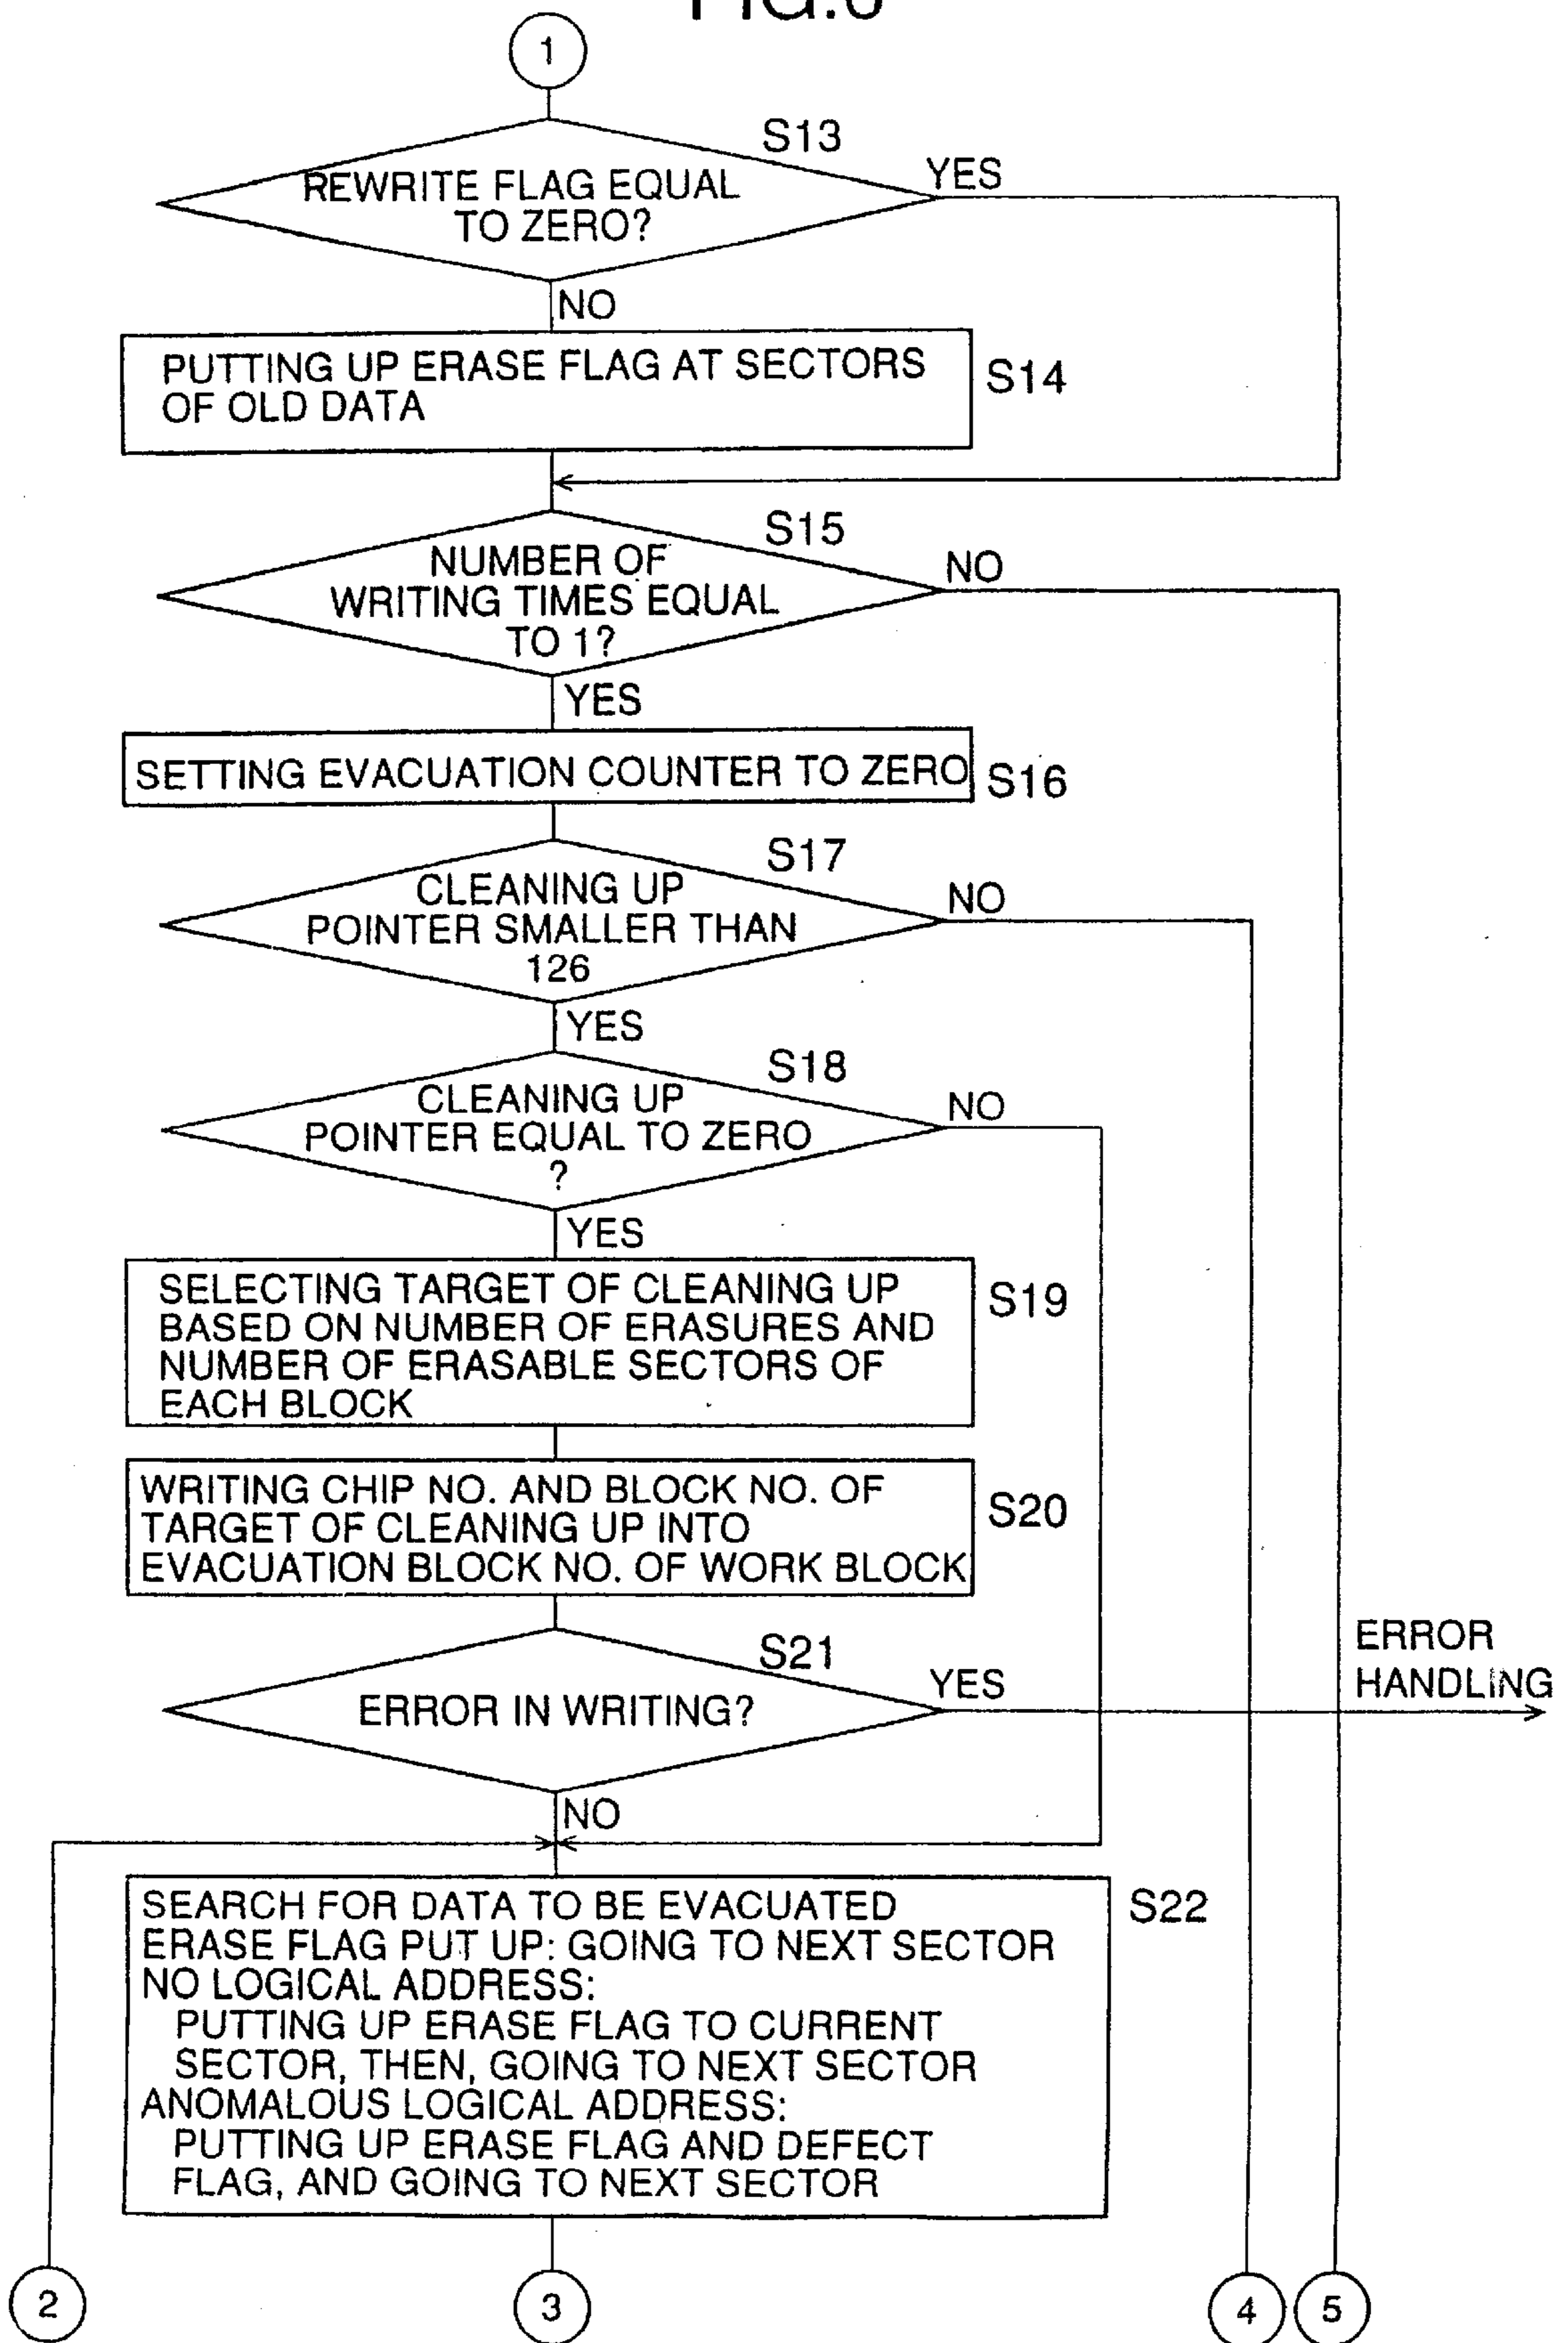 1
S13
REWRITE FLAG EQUAL
TO ZERO?
YES
NO
PUTTING UP ERASE FLAG AT SECTORS
OF OLD DATA
S14
S15
NUMBER OF
WRITING TIMES EQUAL
TO 1?
NO
YES
SETTING EVACUATION COUNTER TO ZERO
S16
S17
CLEANING UP
POINTER SMALLER THAN
126
NO
YES
S18
CLEANING UP
POINTER EQUAL TO ZERO
?
NO
YES
SELECTING TARGET OF CLEANING UP
BASED ON NUMBER OF ERASURES AND
NUMBER OF ERASABLE SECTORS OF
EACH BLOCK
S19
WRITING CHIP NO. AND BLOCK NO. OF
TARGET OF CLEANING UP INTO
EVACUATION BLOCK NO. OF WORK BLOCK
S20
S21
ERROR IN WRITING?
YES
ERROR
HANDLING
NO
SEARCH FOR DATA TO BE EVACUATED
ERASE FLAG PUT UP: GOING TO NEXT SECTOR
NO LOGICAL ADDRESS:
PUTTING UP ERASE FLAG TO CURRENT
SECTOR, THEN, GOING TO NEXT SECTOR
ANOMALOUS LOGICAL ADDRESS:
PUTTING UP ERASE FLAG AND DEFECT
FLAG, AND GOING TO NEXT SECTOR
S22
2
3
4
5